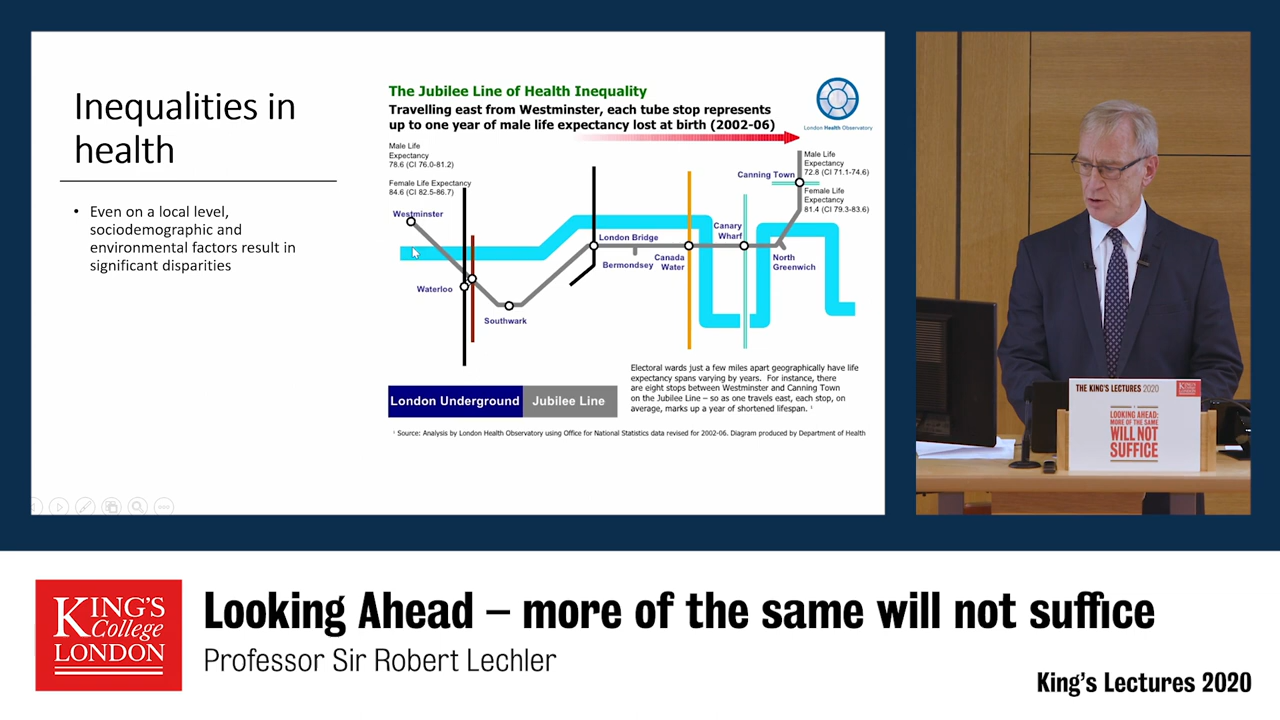 Inequalities in
health
• Even on a local level,
sociodemographic and
environmental factors result in
significant disparities
The Jubilee Line of Health Inequality
Travelling east from Westminster, each tube stop represents
up to one year of male life expectancy lost at birth (2002-06)
London Health Observatory
Male Life
Expectancy
78.6 (CI 76.0-81.2)
Female Life Expectancy
84.6 (CI 82.5-86.7)
Male Life
Expectancy
72.8 (CI 71.1-74.6)
Female Life
Expectancy
81.4 (CI 79.3-83.6)
Canning Town
Westminster
Canary
Wharf
London Bridge
Bermondsey
Canada
Water
North
Greenwich
Waterloo
Southwark
Electoral wards just a few miles apart geographically have life
expectancy spans varying by years. For instance, there
are eight stops between Westminster and Canning Town
on the Jubilee Line – so as one travels east, each stop, on
average, marks up a year of shortened lifespan. ¹
London Underground Jubilee Line
¹ Source: Analysis by London Health Observatory using Office for National Statistics data revised for 2002-06. Diagram produced by Department of Health
THE KING'S LECTURES 2020
LOOKING AHEAD:
MORE OF THE SAME
WILL NOT
SUFFICE
KING'S
College
LONDON
Looking Ahead – more of the same will not suffice
Professor Sir Robert Lechler
King's Lectures 2020